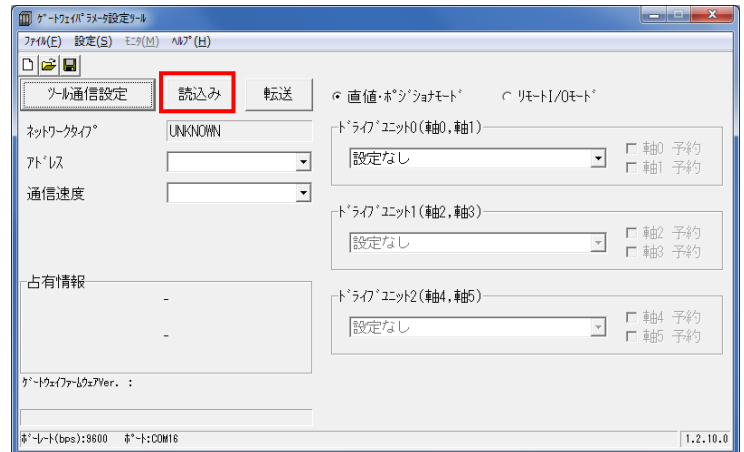 ｹﾞｰﾄｳｪｲﾊﾟﾗﾒｰﾀ設定ﾂｰﾙ
ﾌｧｲﾙ(F) 設定(S) ﾓﾆﾀ(M) ﾍﾙﾌﾟ(H)
ﾂｰﾙ通信設定 読込み 転送
直値･ﾎﾟｼﾞｼｮﾅﾓｰﾄﾞ ﾘﾓｰﾄI/Oﾓｰﾄﾞ
ﾈｯﾄﾜｰｸﾀｲﾌﾟ UNKNOWN
ｱﾄﾞﾚｽ
通信速度
ﾄﾞﾗｲﾌﾞﾕﾆｯﾄ0(軸0,軸1)
設定なし
軸0 予約
軸1 予約
ﾄﾞﾗｲﾌﾞﾕﾆｯﾄ1(軸2,軸3)
設定なし
軸2 予約
軸3 予約
占有情報
-
-
ﾄﾞﾗｲﾌﾞﾕﾆｯﾄ2(軸4,軸5)
設定なし
軸4 予約
軸5 予約
ｹﾞｰﾄｳｪｲﾌｧｰﾑｳｪｱVer. :
ﾎﾞｰﾚｰﾄ(bps):9600 ﾎﾟｰﾄ:COM16 1.2.10.0